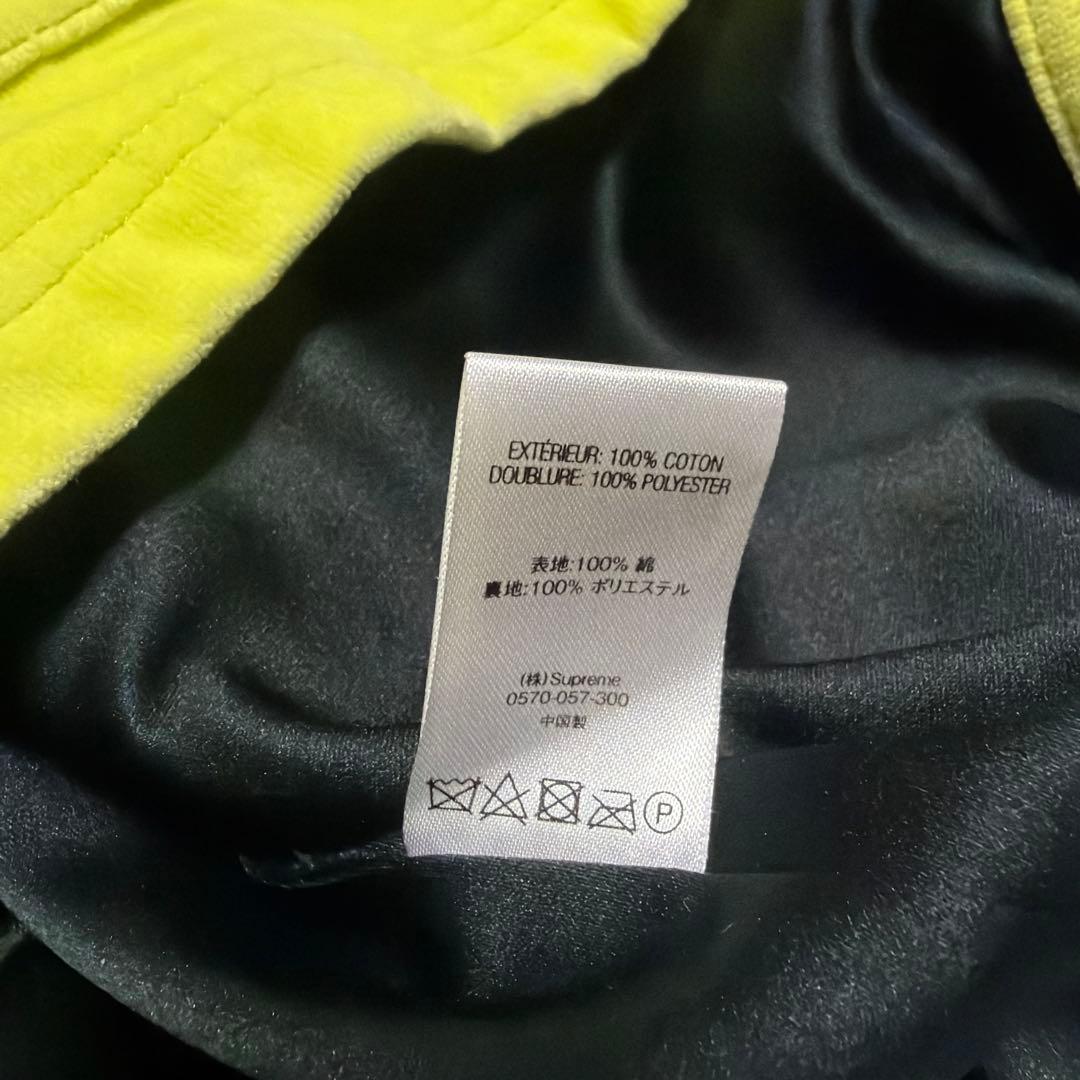 EXTÉRIEUR: 100% COTON
DOUBLURE: 100% POLYESTER
表地:100% 綿
裏地:100% ポリエステル
(株)Supreme
0570-057-300
中国製
P